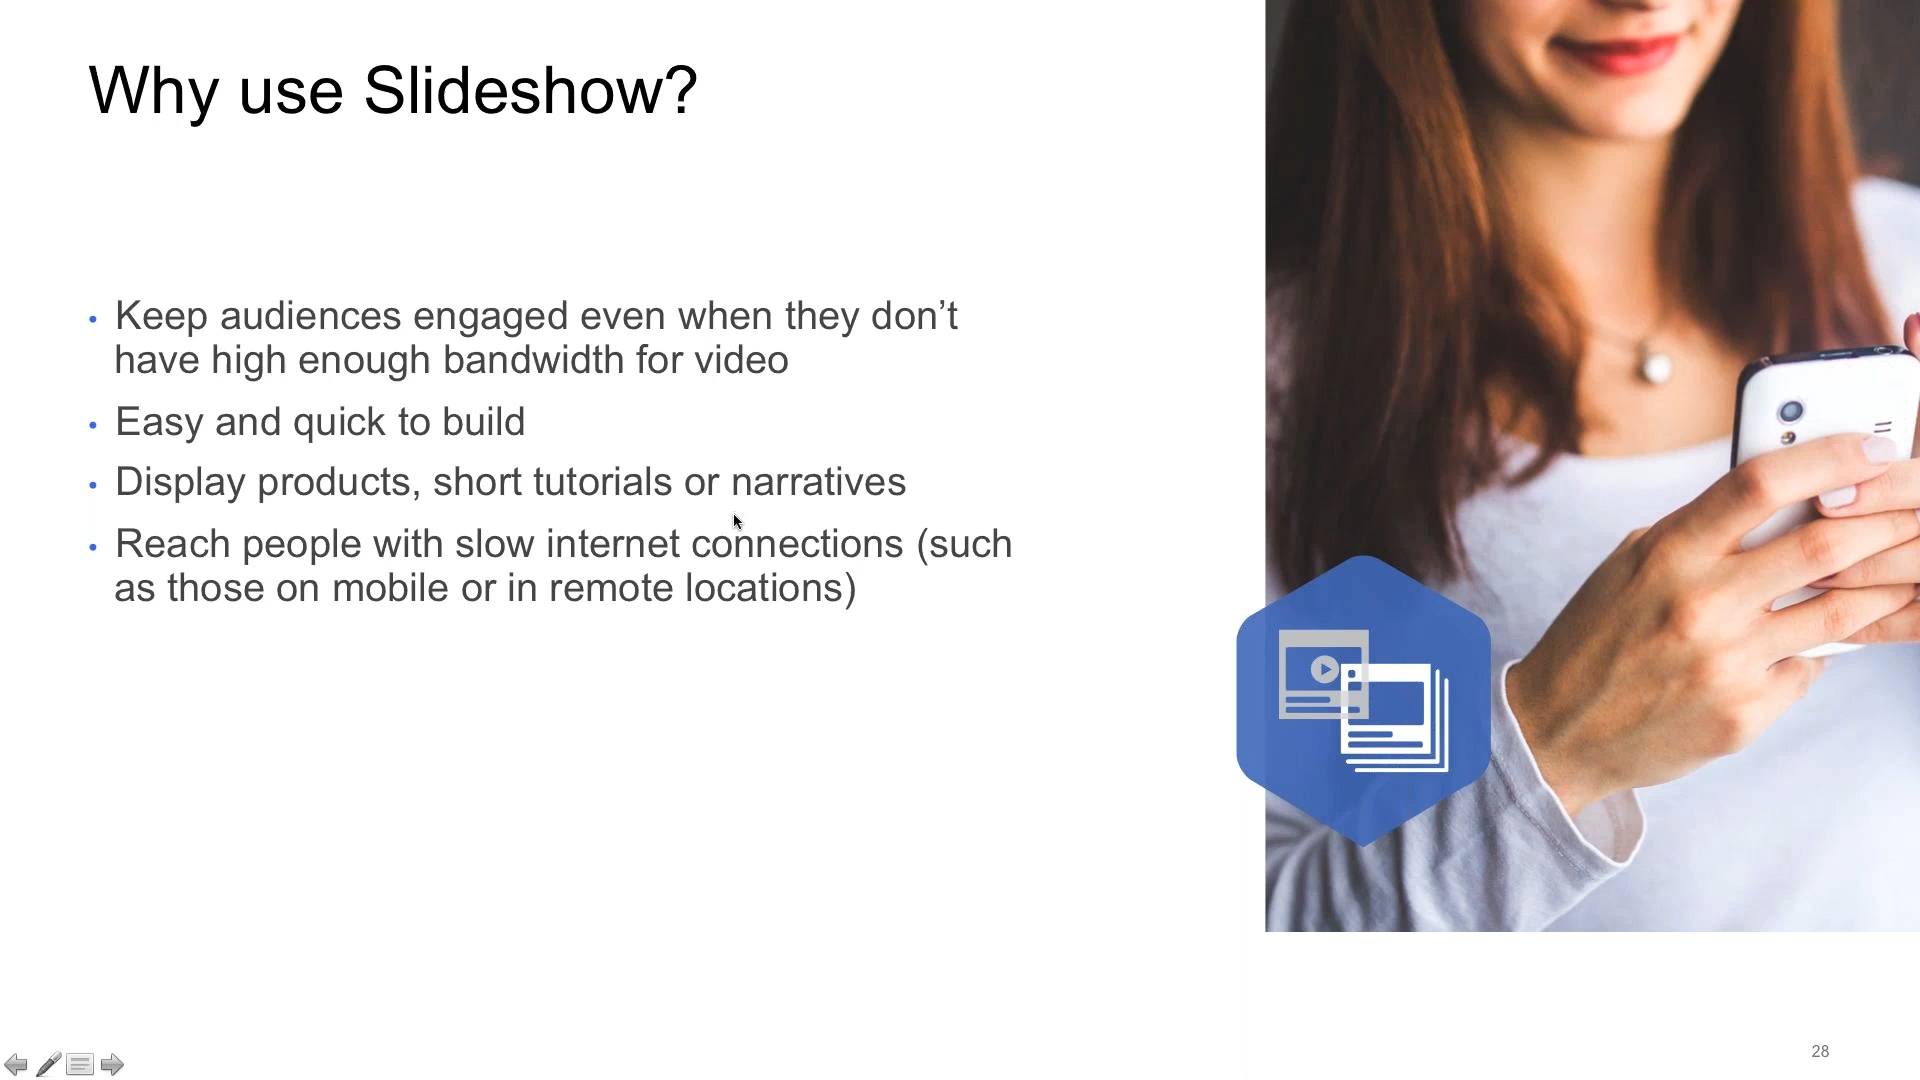 Why use Slideshow?
• Keep audiences engaged even when they don’t
have high enough bandwidth for video
• Easy and quick to build
• Display products, short tutorials or narratives
• Reach people with slow internet connections (such
as those on mobile or in remote locations)
28